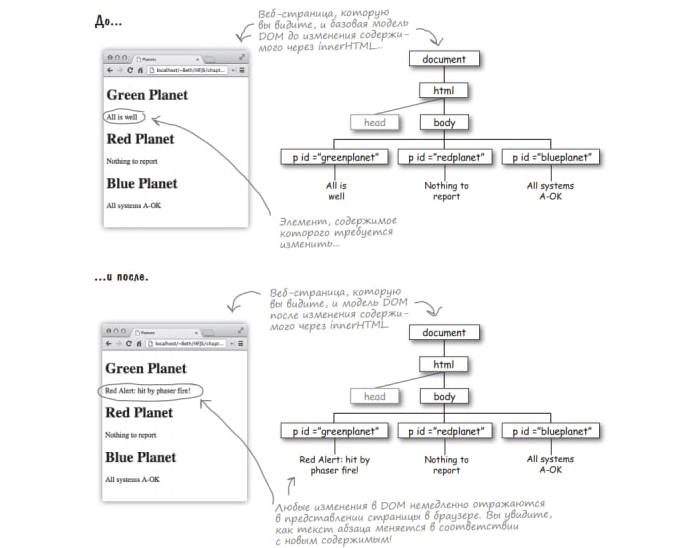 До...
Веб-страница, которую
вы видите, и базовая модель
DOM до изменения содержи-
мого через innerHTML...
Planets
localhost/~Beth/HFJS/chapt...
Green Planet
All is well
Red Planet
Nothing to report
Blue Planet
All systems A-OK
document
html
head
body
p id ="greenplanet"
p id ="redplanet"
p id ="blueplanet"
All is
well
Nothing to
report
All systems
A-OK
Элемент, содержимое
которого требуется
изменить...
...и после.
Веб-страница, которую
вы видите, и модель DOM
после изменения содержи-
мого через innerHTML
Planets
localhost/~Beth/HFJS/chapt...
Green Planet
Red Alert: hit by phaser fire!
Red Planet
Nothing to report
Blue Planet
All systems A-OK
document
html
head
body
p id ="greenplanet"
p id ="redplanet"
p id ="blueplanet"
Red Alert: hit by
phaser fire!
Nothing to
report
All systems
A-OK
Любые изменения в DOM немедленно отражаются
в представлении страницы в браузере. Вы увидите,
как текст абзаца меняется в соответствии
с новым содержимым!